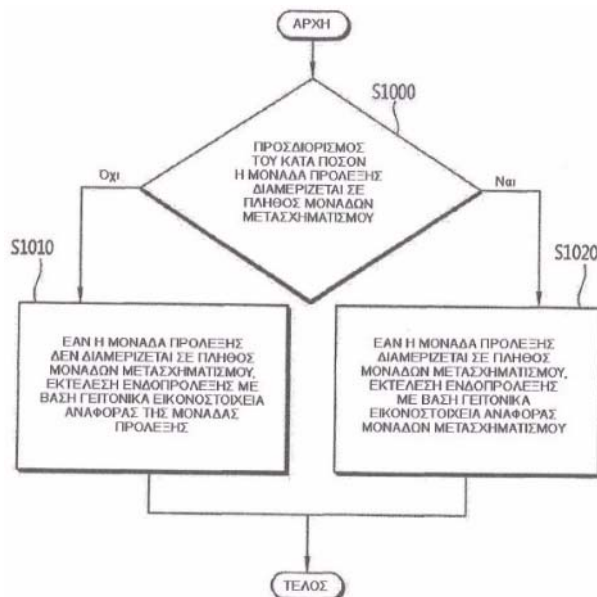 ΑΡΧΗ
S1000
ΠΡΟΣΔΙΟΡΙΣΜΟΣ
ΤΟΥ ΚΑΤΑ ΠΟΣΟΝ
Η ΜΟΝΑΔΑ ΠΡΟΛΕΞΗΣ
ΔΙΑΜΕΡΙΖΕΤΑΙ ΣΕ
ΠΛΗΘΟΣ ΜΟΝΑΔΩΝ
ΜΕΤΑΣΧΗΜΑΤΙΣΜΟΥ
Όχι
Ναι
S1010
S1020
ΕΑΝ Η ΜΟΝΑΔΑ ΠΡΟΛΕΞΗΣ
ΔΕΝ ΔΙΑΜΕΡΙΖΕΤΑΙ ΣΕ ΠΛΗΘΟΣ
ΜΟΝΑΔΩΝ ΜΕΤΑΣΧΗΜΑΤΙΣΜΟΥ,
ΕΚΤΕΛΕΣΗ ΕΝΔΟΠΡΟΛΕΞΗΣ ΜΕ
ΒΑΣΗ ΓΕΙΤΟΝΙΚΑ ΕΙΚΟΝΟΣΤΟΙΧΕΙΑ
ΑΝΑΦΟΡΑΣ ΤΗΣ ΜΟΝΑΔΑΣ
ΠΡΟΛΕΞΗΣ
ΕΑΝ Η ΜΟΝΑΔΑ ΠΡΟΛΕΞΗΣ
ΔΙΑΜΕΡΙΖΕΤΑΙ ΣΕ ΠΛΗΘΟΣ
ΜΟΝΑΔΩΝ ΜΕΤΑΣΧΗΜΑΤΙΣΜΟΥ,
ΕΚΤΕΛΕΣΗ ΕΝΔΟΠΡΟΛΕΞΗΣ
ΜΕ ΒΑΣΗ ΓΕΙΤΟΝΙΚΑ
ΕΙΚΟΝΟΣΤΟΙΧΕΙΑ ΑΝΑΦΟΡΑΣ
ΜΟΝΑΔΩΝ ΜΕΤΑΣΧΗΜΑΤΙΣΜΟΥ
ΤΕΛΟΣ